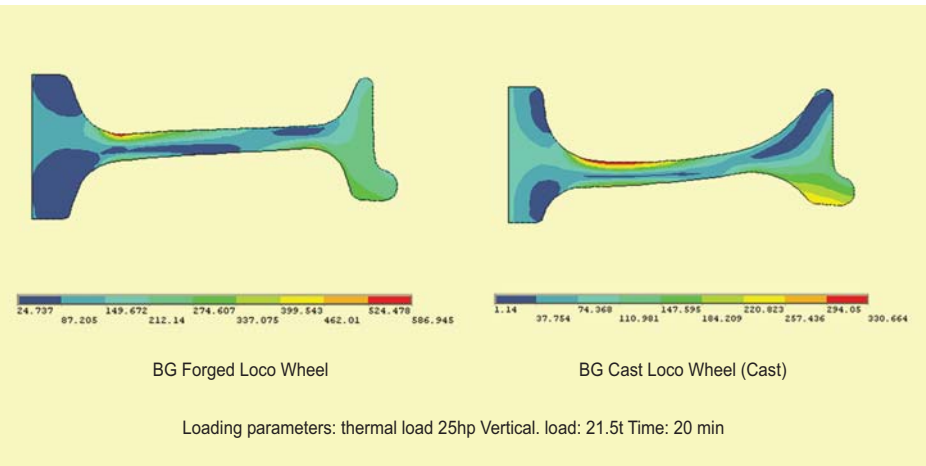 24.737 149.672 274.607 399.543 524.478
87.205 212.14 337.075 462.01 586.945
1.14 74.368 147.595 220.823 294.05
37.754 110.981 184.209 257.436 330.664
BG Forged Loco Wheel
BG Cast Loco Wheel (Cast)
Loading parameters: thermal load 25hp Vertical. load: 21.5t Time: 20 min